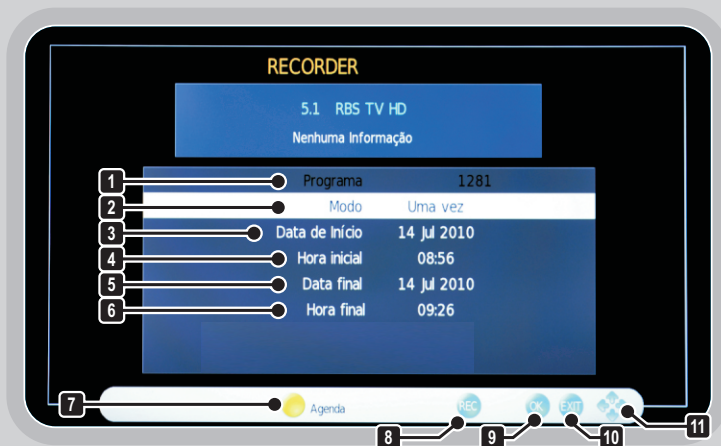 RECORDER
5.1 RBS TV HD
Nenhuma Informação
1 Programa 1281
2 Modo Uma vez
3 Data de Início 14 Jul 2010
4 Hora inicial 08:56
5 Data final 14 Jul 2010
6 Hora final 09:26
7 Agenda REC OK EXIT 11
8 9 10